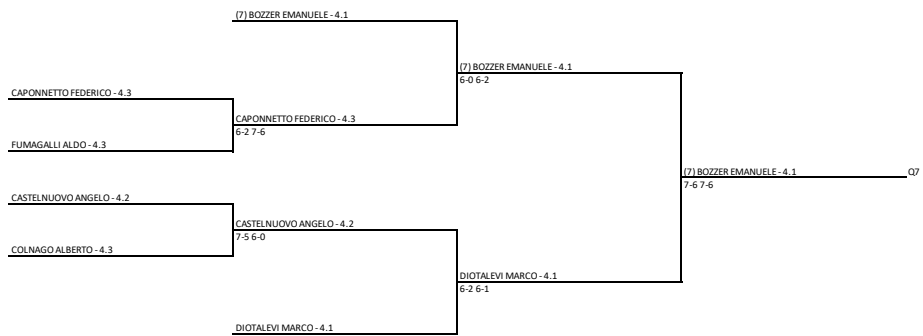 (7) BOZZER EMANUELE - 4.1
(7) BOZZER EMANUELE - 4.1
6-0 6-2
CAPONNETTO FEDERICO - 4.3
CAPONNETTO FEDERICO - 4.3
6-2 7-6
FUMAGALLI ALDO - 4.3
(7) BOZZER EMANUELE - 4.1
Q7
7-6 7-6
CASTELNUOVO ANGELO - 4.2
CASTELNUOVO ANGELO - 4.2
7-5 6-0
COLNAGO ALBERTO - 4.3
DIOTALEVI MARCO - 4.1
6-2 6-1
DIOTALEVI MARCO - 4.1